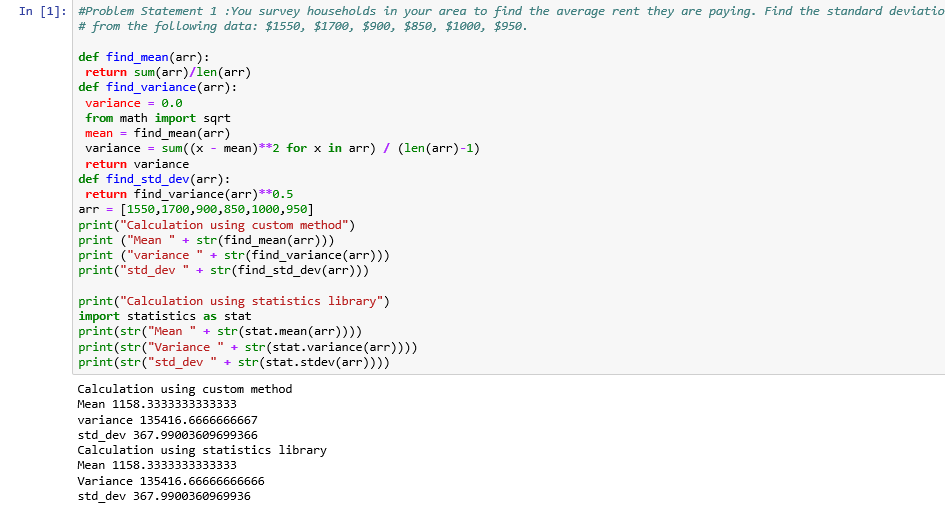 In [1]: #Problem Statement 1 :You survey households in your area to find the average rent they are paying. Find the standard deviatio
# from the following data: $1550, $1700, $900, $850, $1000, $950.
def find_mean(arr):
 return sum(arr)/len(arr)
def find_variance(arr):
 variance = 0.0
 from math import sqrt
 mean = find_mean(arr)
 variance = sum((x - mean)**2 for x in arr) / (len(arr)-1)
 return variance
def find_std_dev(arr):
 return find_variance(arr)**0.5
arr = [1550,1700,900,850,1000,950]
print("Calculation using custom method")
print ("Mean " + str(find_mean(arr)))
print ("variance " + str(find_variance(arr)))
print("std_dev " + str(find_std_dev(arr)))
print("Calculation using statistics library")
import statistics as stat
print(str("Mean " + str(stat.mean(arr))))
print(str("Variance " + str(stat.variance(arr))))
print(str("std_dev " + str(stat.stdev(arr))))
Calculation using custom method
Mean 1158.3333333333333
variance 135416.6666666667
std_dev 367.99003609699366
Calculation using statistics library
Mean 1158.3333333333333
Variance 135416.66666666666
std_dev 367.9900360969936